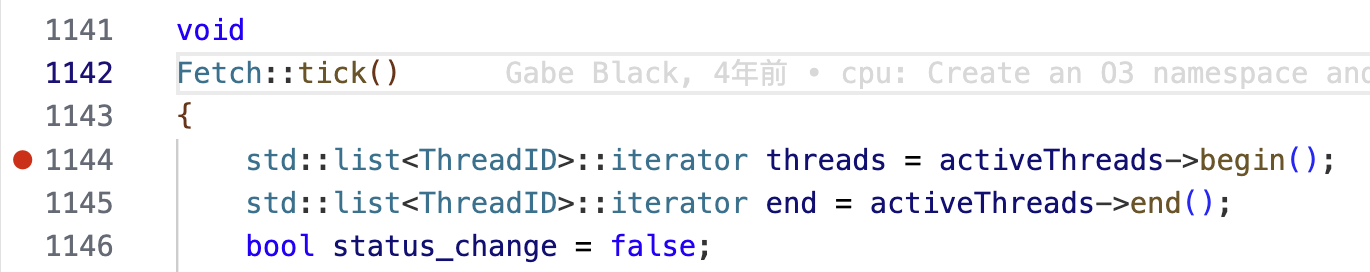 1141 void
1142 Fetch::tick() Gabe Black, 4年前 • cpu: Create an O3 namespace and
1143 {
1144 std::list<ThreadID>::iterator threads = activeThreads->begin();
1145 std::list<ThreadID>::iterator end = activeThreads->end();
1146 bool status_change = false;